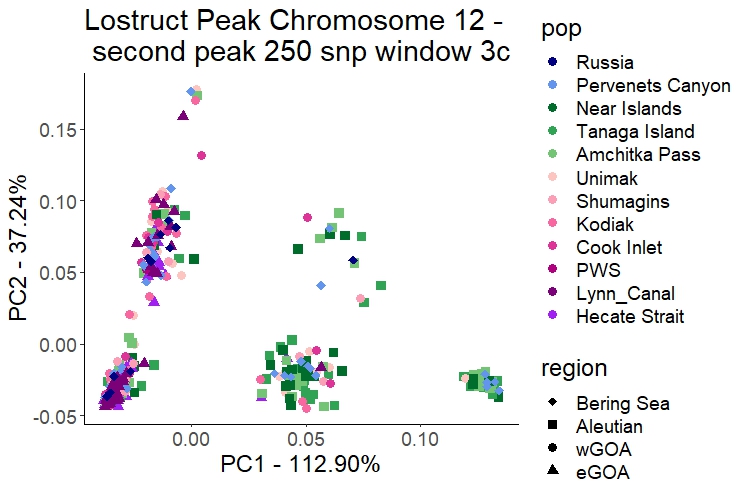 Lostruct Peak Chromosome 12 -
second peak 250 snp window 3c
PC2 - 37.24%
0.15
0.10
0.05
0.00
-0.05
0.00
0.05
0.10
PC1 - 112.90%
pop
Russia
Pervenets Canyon
Near Islands
Tanaga Island
Amchitka Pass
Unimak
Shumagins
Kodiak
Cook Inlet
PWS
Lynn_Canal
Hecate Strait
region
Bering Sea
Aleutian
wGOA
eGOA